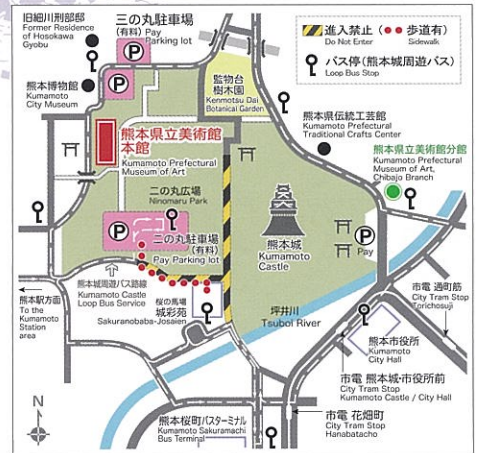 旧細川刑部邸
Former Residence
of Hosokawa
Gyobu
三の丸駐車場
(有料) Pay
Parking lot
P
P
進入禁止
Do Not Enter
歩道有)
Sidewalk
バス停(熊本城周遊バス)
Loop Bus Stop
監物台
樹木園
Kenmotsu Dai
Botanical Garden
熊本博物館
Kumamoto
City Museum
熊本県立美術館
本館
Kumamoto Prefectural
Museum of Art
熊本県伝統工芸館
Kumamoto Prefectural
Traditional Crafts Center
熊本県立美術館分館
Kumamoto Prefectural
Museum of Art,
Chibajo Branch
二の丸広場
Ninomaru Park
P
二の丸駐車場
(有料)
Pay Parking lot
熊本城
Kumamoto
Castle
P
Pay
熊本城周遊バス路線
Kumamoto Castle
Loop Bus Service
桜の馬場
城彩苑
Sakuranobaba-Josaien
熊本駅方面
To the
Kumamoto
Station
area
坪井川
Tsuboi River
市電 通町筋
City Tram Stop
Torichosuji
熊本市役所
Kumamoto
City Hall
市電 熊本城・市役所前
City Tram Stop
Kumamoto Castle / City Hall
市電 花畑町
City Tram Stop
Hanabatacho
熊本桜町バスターミナル
Kumamoto Sakuramachi
Bus Terminal
N